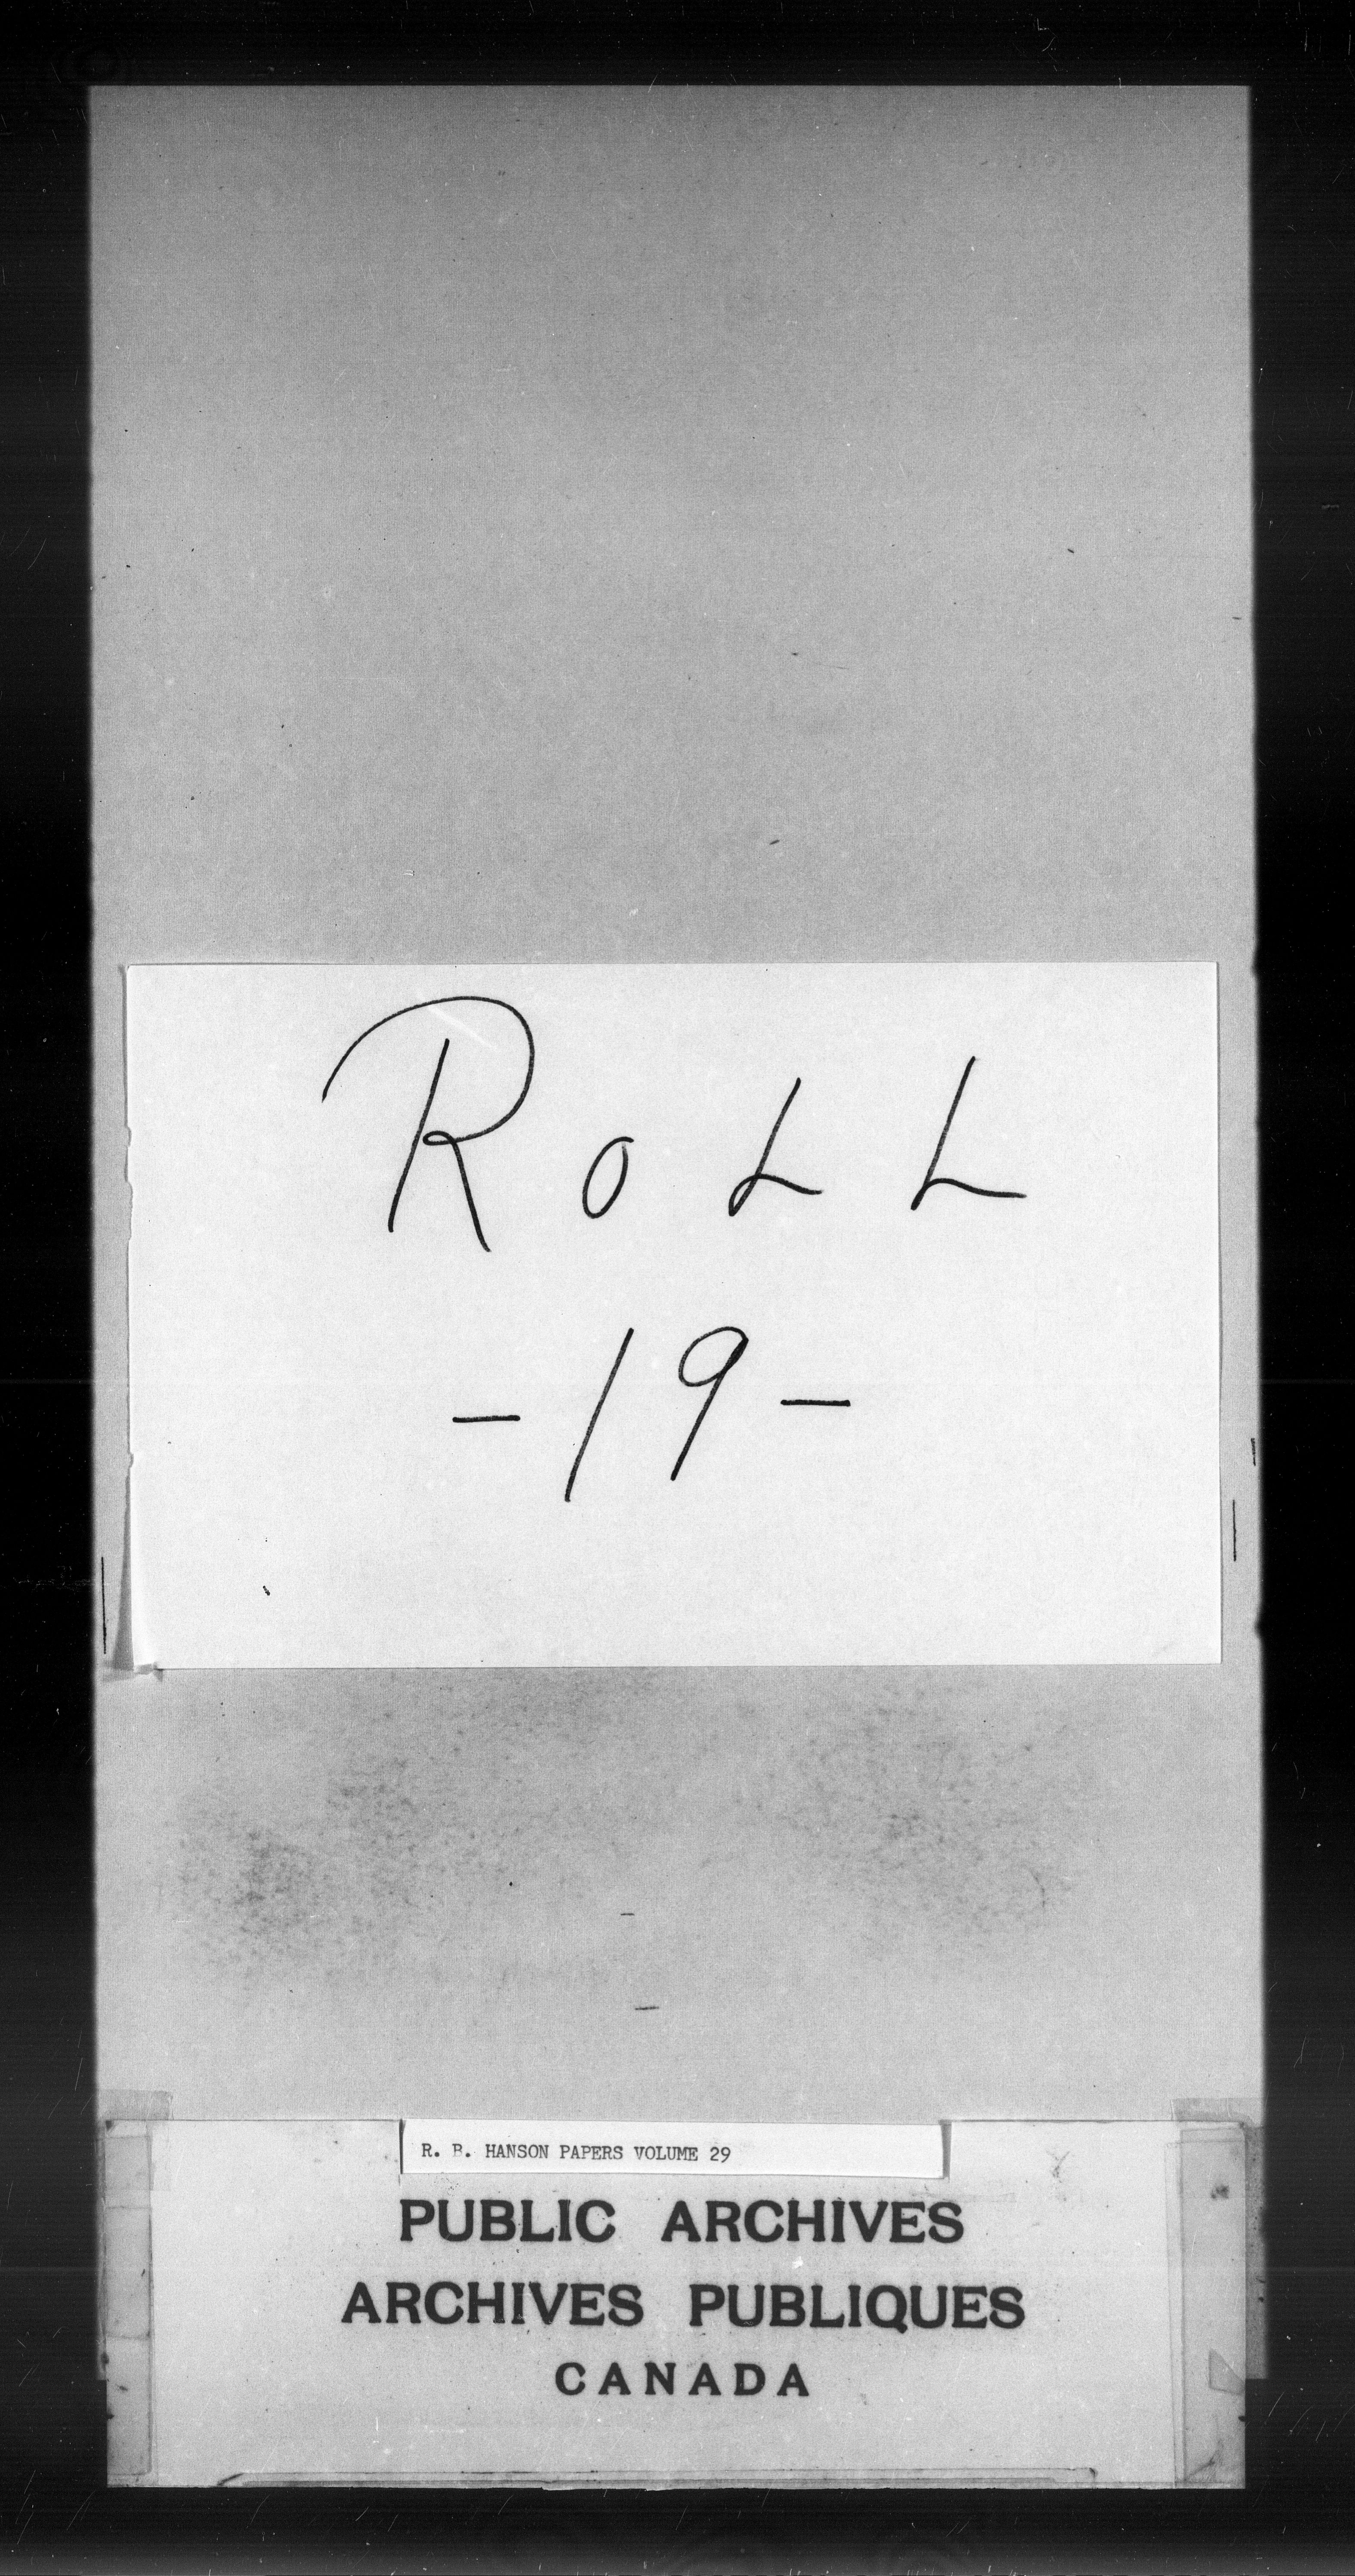 RoLL
-19-
R. B. HANSON PAPERS VOLUME 29
PUBLIC ARCHIVES
ARCHIVES PUBLIQUES
CANADA